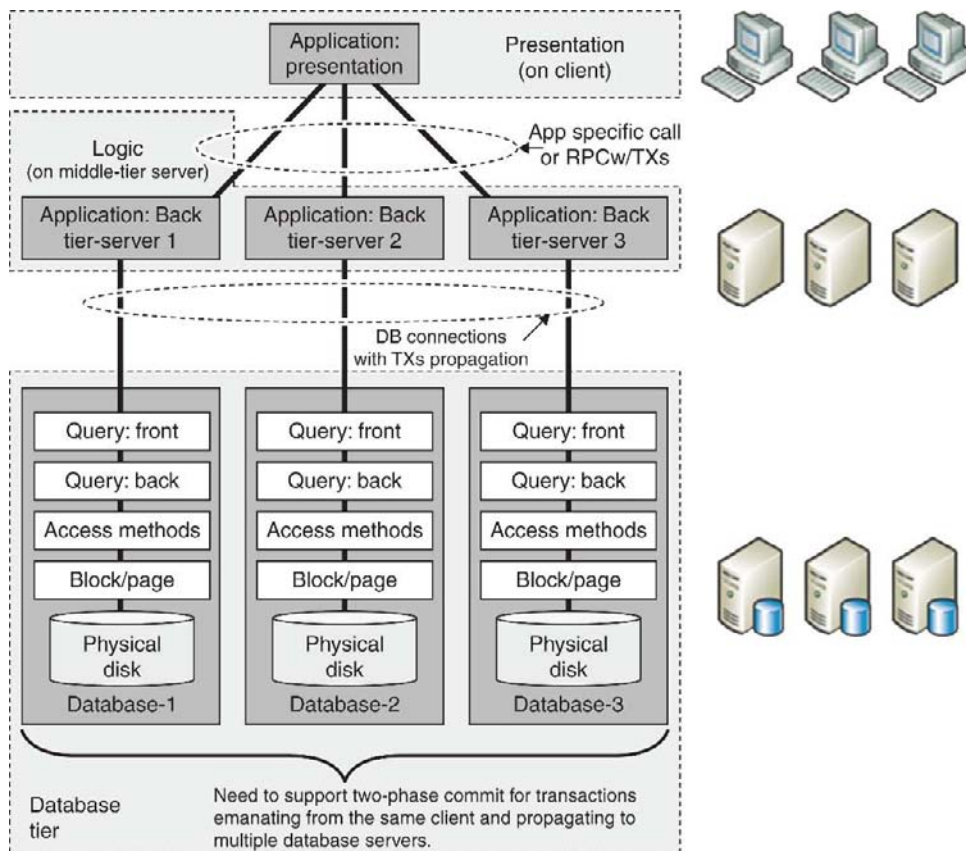 Application:
presentation
Presentation
(on client)
Logic
(on middle-tier server)
App specific call
or RPCw/TXs
Application: Back
tier-server 1
Application: Back
tier-server 2
Application: Back
tier-server 3
DB connections
with TXs propagation
Query: front
Query: back
Access methods
Block/page
Physical
disk
Database-1
Query: front
Query: back
Access methods
Block/page
Physical
disk
Database-2
Query: front
Query: back
Access methods
Block/page
Physical
disk
Database-3
Database
tier
Need to support two-phase commit for transactions
emanating from the same client and propagating to
multiple database servers.